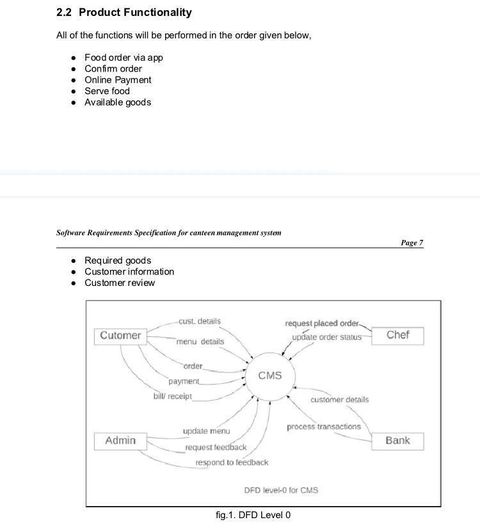 2.2 Product Functionality
All of the functions will be performed in the order given below,
● Food order via app
● Confirm order
● Online Payment
● Serve food
● Available goods
Software Requirements Specification for canteen management system
Page 7
● Required goods
● Customer information
● Customer review
cust. details
request placed order
Cutomer
menu details
update order status
Chef
order
CMS
payment
bill/ receipt
customer details
update menu
process transactions
Admin
request feedback
Bank
respond to feedback
DFD level-0 for CMS
fig.1. DFD Level 0